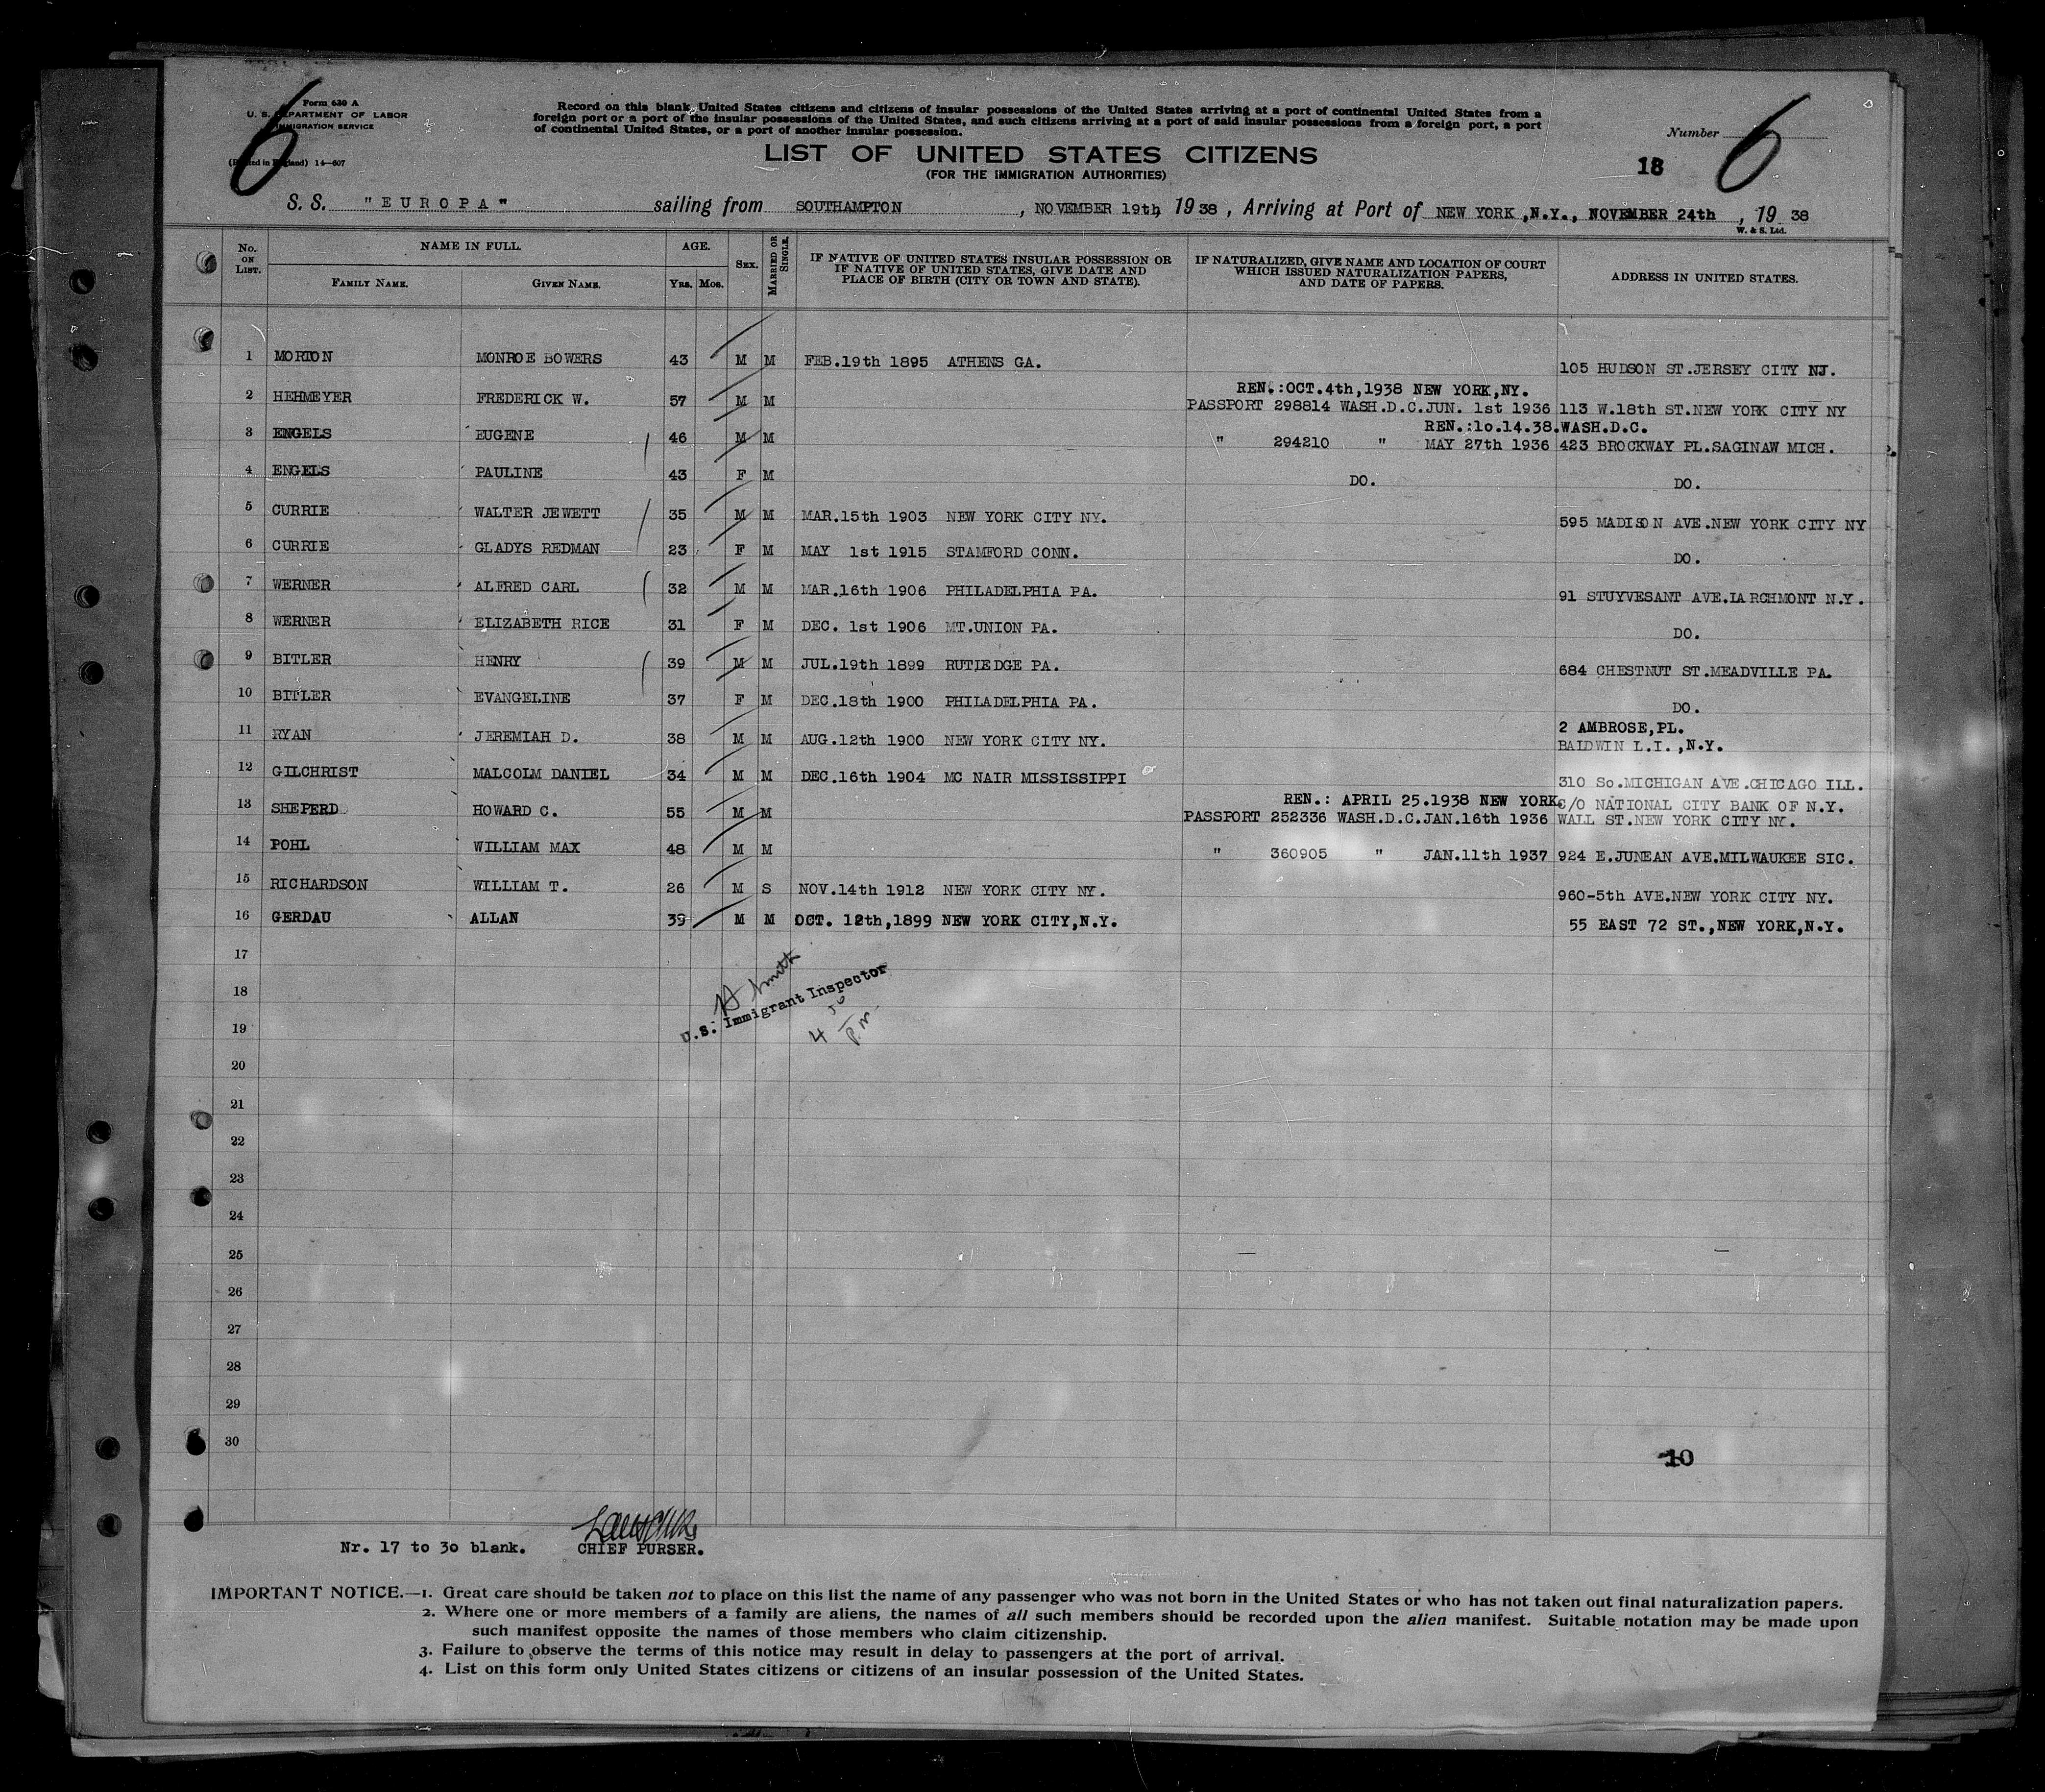 6
Form 630 A
U. S. DEPARTMENT OF LABOR
IMMIGRATION SERVICE
(Printed in England) 14—607
Record on this blank United States citizens and citizens of insular possessions of the United States arriving at a port of continental United States from a
foreign port or a port of the insular possessions of the United States, and such citizens arriving at a port of said insular possessions from a foreign port, a port
of continental United States, or a port of another insular possession.
Number 6
LIST OF UNITED STATES CITIZENS
(FOR THE IMMIGRATION AUTHORITIES)
18
S. S. "EUROPA" sailing from SOUTHAMPTON, NOVEMBER 19th, 1938, Arriving at Port of NEW YORK,N.Y., NOVEMBER 24th, 1938
W. & S. Ltd.
No. ON LIST. NAME IN FULL. AGE. SEX. MARRIED OR SINGLE. IF NATIVE OF UNITED STATES INSULAR POSSESSION OR IF NATIVE OF UNITED STATES, GIVE DATE AND PLACE OF BIRTH (CITY OR TOWN AND STATE). IF NATURALIZED, GIVE NAME AND LOCATION OF COURT WHICH ISSUED NATURALIZATION PAPERS, AND DATE OF PAPERS. ADDRESS IN UNITED STATES.
FAMILY NAME. GIVEN NAME. YRS. MOS.
1 MORTON MONROE BOWERS 43 M M FEB.19th 1895 ATHENS GA. 105 HUDSON ST.JERSEY CITY NJ.
REN.:OCT.4th,1938 NEW YORK,NY.
2 HEHMEYER FREDERICK W. 57 M M PASSPORT 298814 WASH.D.C.JUN. 1st 1936 113 W.18th ST.NEW YORK CITY NY
REN.:1o.14.38.WASH.D.C.
3 ENGELS EUGENE 46 M M " 294210 " MAY 27th 1936 423 BROCKWAY PL.SAGINAW MICH.
4 ENGELS PAULINE 43 F M DO. DO.
5 CURRIE WALTER JEWETT 35 M M MAR.15th 1903 NEW YORK CITY NY. 595 MADISON AVE.NEW YORK CITY NY
6 CURRIE GLADYS REDMAN 23 F M MAY 1st 1915 STAMFORD CONN. DO.
7 WERNER ALFRED CARL 32 M M MAR.16th 1906 PHILADELPHIA PA. 91 STUYVESANT AVE.LARCHMONT N.Y.
8 WERNER ELIZABETH RICE 31 F M DEC. 1st 1906 MT.UNION PA. DO.
9 BITLER HENRY 39 M M JUL.19th 1899 RUTLEDGE PA. 684 CHESTNUT ST.MEADVILLE PA.
10 BITLER EVANGELINE 37 F M DEC.18th 1900 PHILADELPHIA PA. DO.
2 AMBROSE,PL.
11 RYAN JEREMIAH D. 38 M M AUG.12th 1900 NEW YORK CITY NY. BALDWIN L.I.,N.Y.
12 GILCHRIST MALCOLM DANIEL 34 M M DEC.16th 1904 MC NAIR MISSISSIPPI 310 So.MICHIGAN AVE.CHICAGO ILL.
REN.: APRIL 25.1938 NEW YORK. C/O NATIONAL CITY BANK OF N.Y.
13 SHEPERD HOWARD C. 55 M M PASSPORT 252336 WASH.D.C.JAN.16th 1936 WALL ST.NEW YORK CITY NY.
14 POHL WILLIAM MAX 48 M M " 360905 " JAN.11th 1937 924 E.JUNEAN AVE.MILWAUKEE SIC.
15 RICHARDSON WILLIAM T. 26 M S NOV.14th 1912 NEW YORK CITY NY. 960-5th AVE.NEW YORK CITY NY.
16 GERDAU ALLAN 39 M M OCT. 12th,1899 NEW YORK CITY,N.Y. 55 EAST 72 ST.,NEW YORK,N.Y.
17
18
19
Smith
U.S. Immigrant Inspector
4 50 P.M.
20
21
22
23
24
25
26
27
28
29
30
10
Nr. 17 to 3o blank. CHIEF PURSER.
IMPORTANT NOTICE.—1. Great care should be taken not to place on this list the name of any passenger who was not born in the United States or who has not taken out final naturalization papers.
2. Where one or more members of a family are aliens, the names of all such members should be recorded upon the alien manifest. Suitable notation may be made upon
such manifest opposite the names of those members who claim citizenship.
3. Failure to observe the terms of this notice may result in delay to passengers at the port of arrival.
4. List on this form only United States citizens or citizens of an insular possession of the United States.